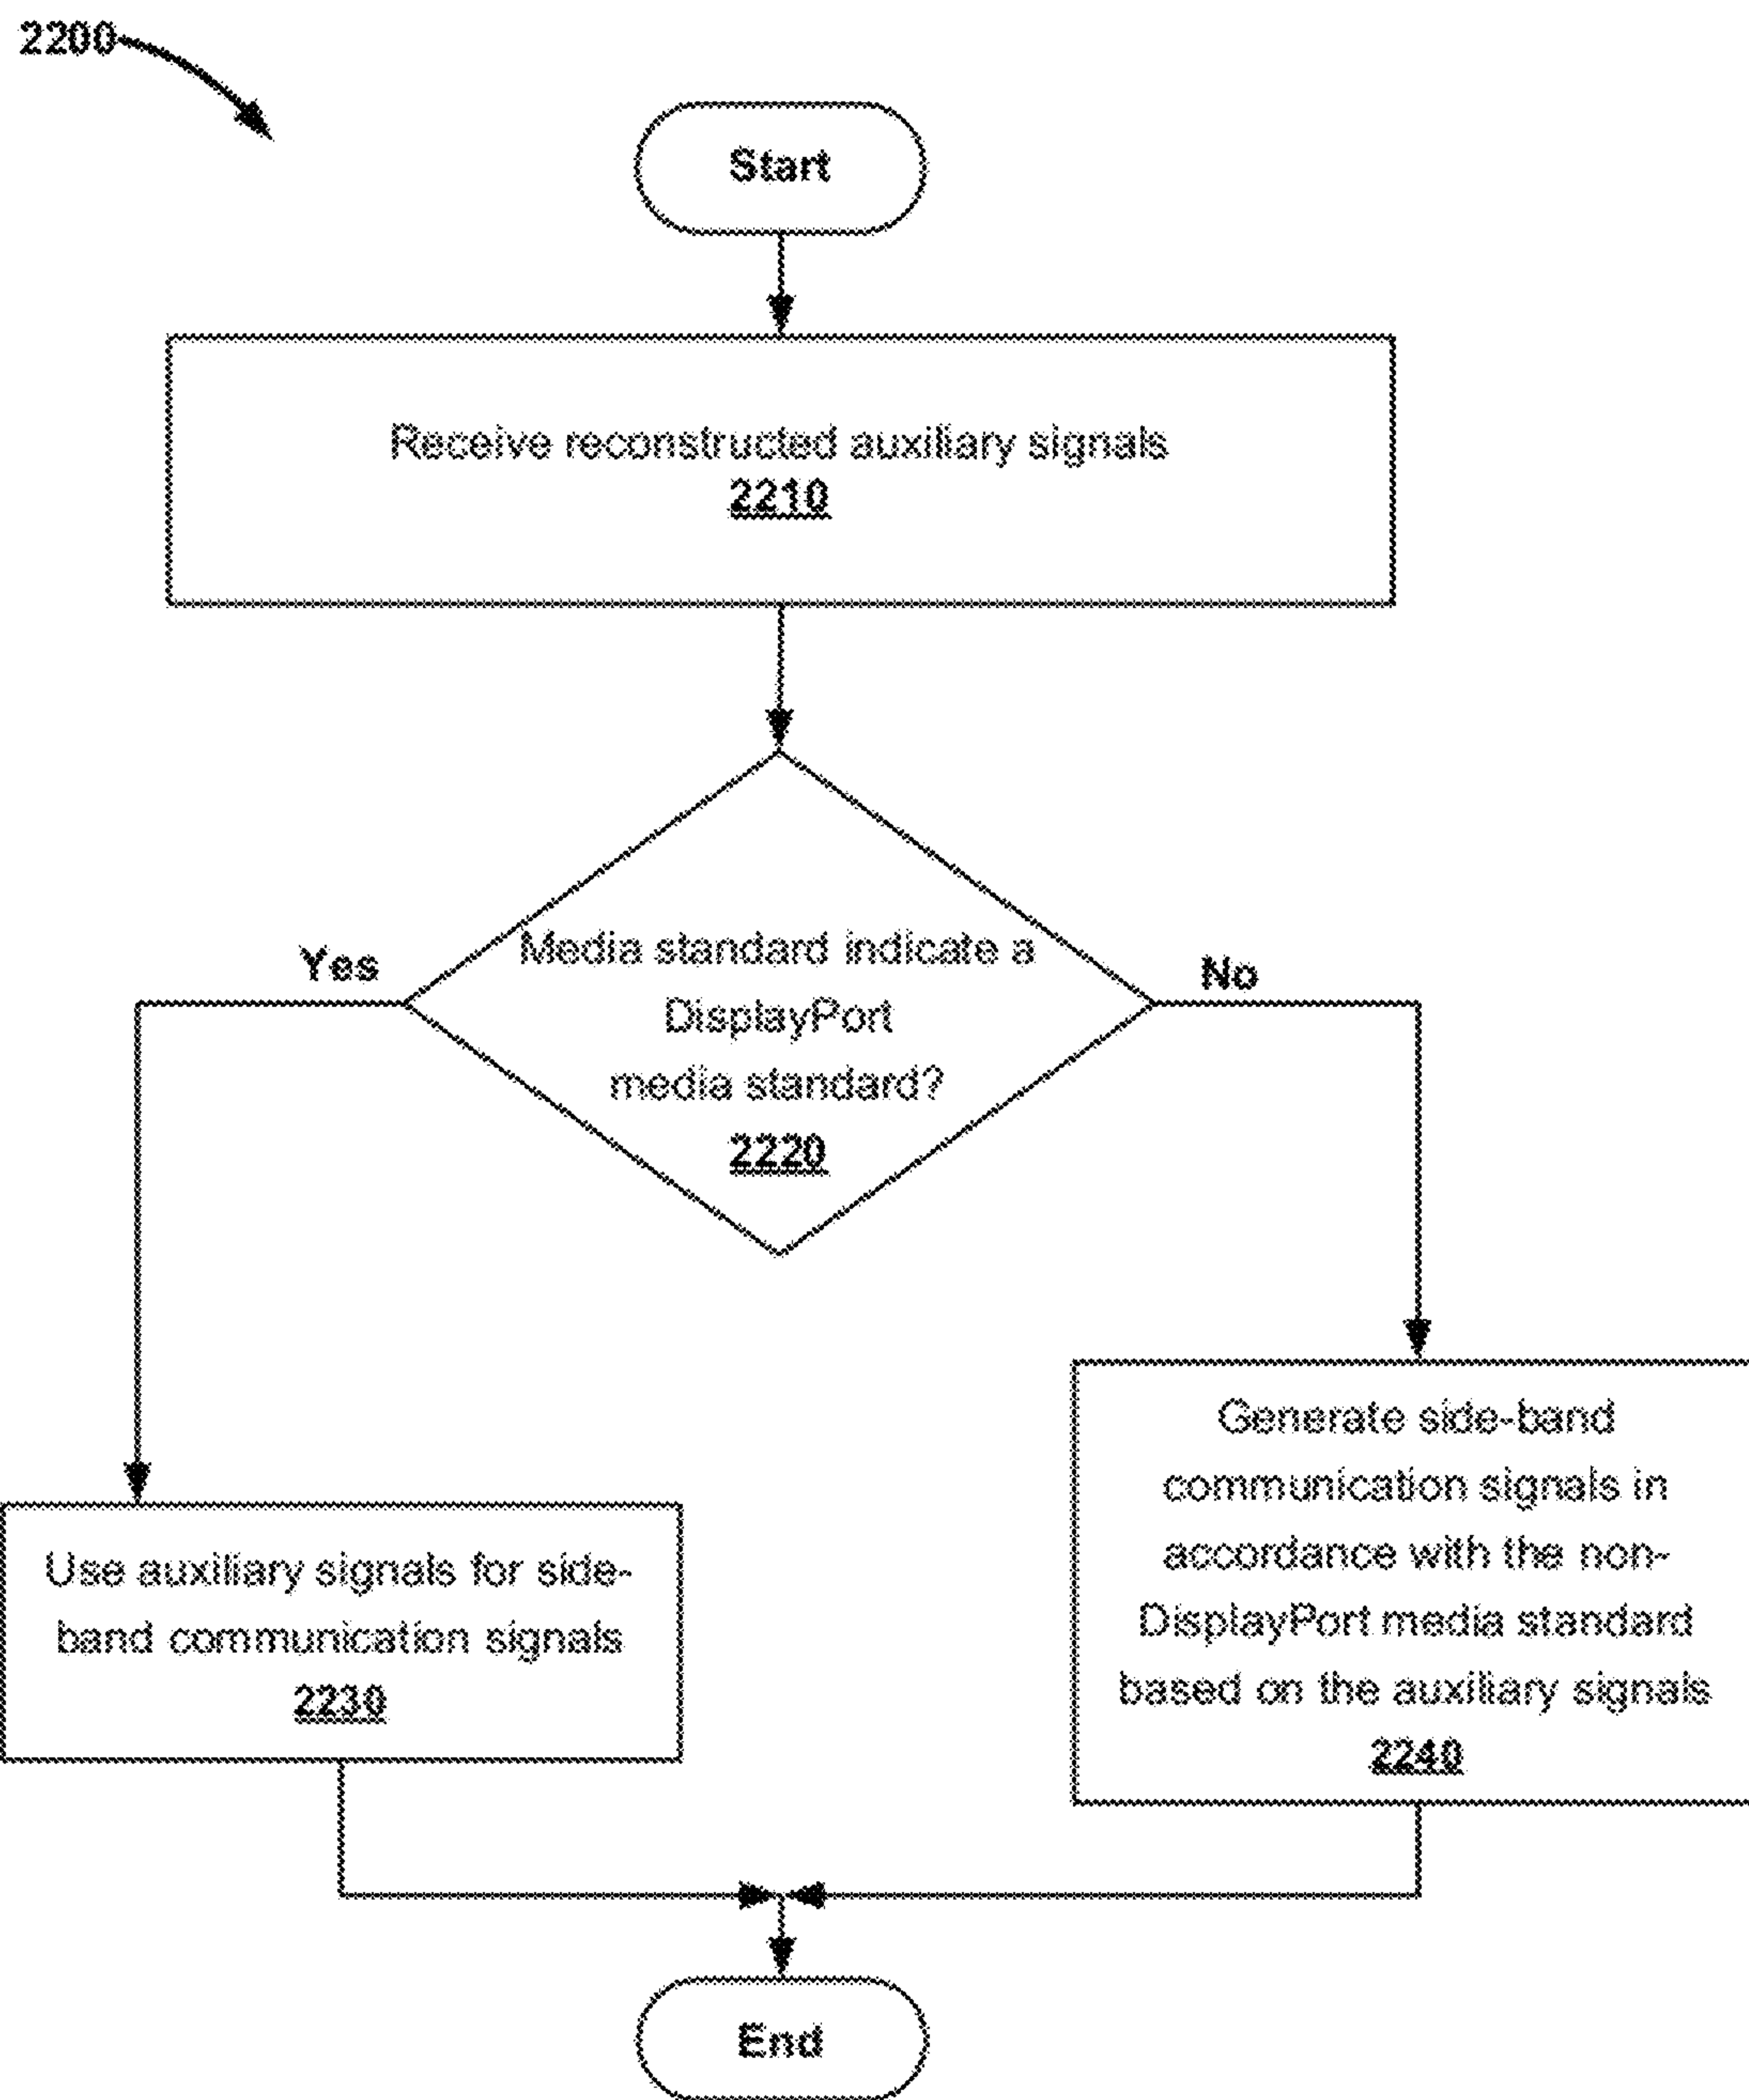 2200
Start
Receive reconstructed auxiliary signals
2210
Media standard indicate a
DisplayPort
media standard?
2220
Yes
No
Use auxiliary signals for side-
band communication signals
2230
Generate side-band
communication signals in
accordance with the non-
DisplayPort media standard
based on the auxiliary signals
2240
End